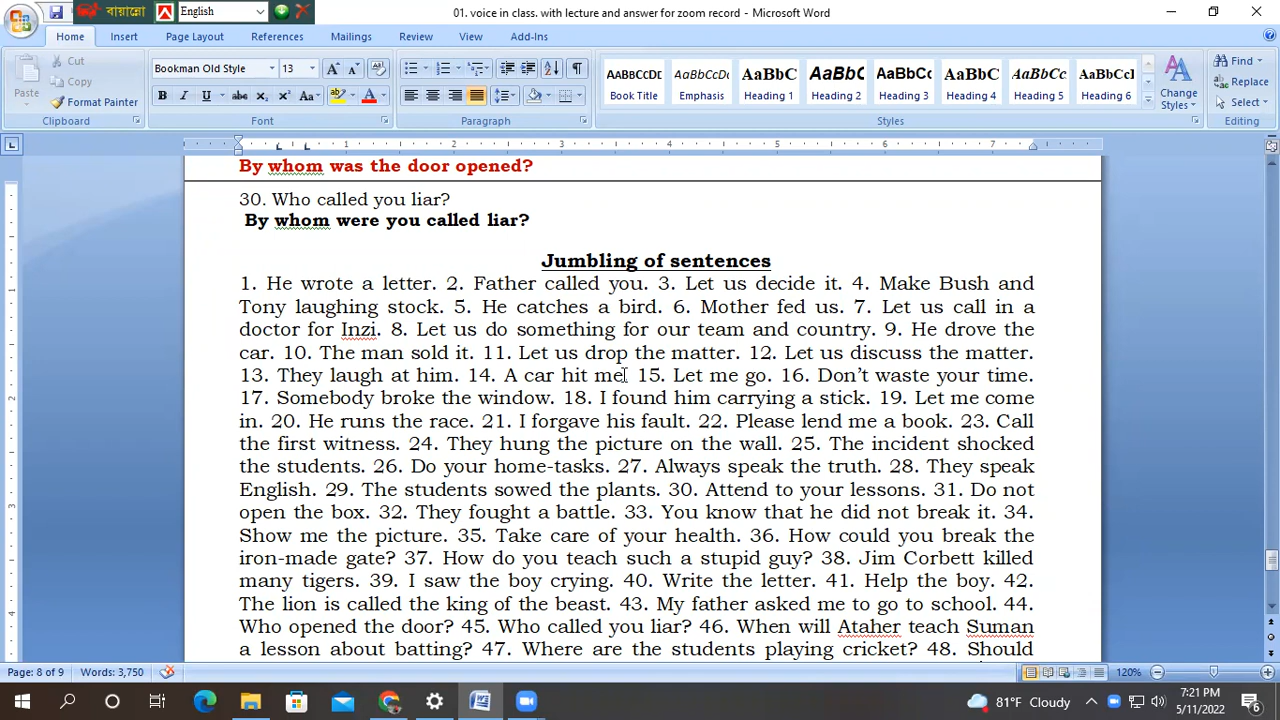 বায়ান্নো
English
01. voice in class. with lecture and answer for zoom record - Microsoft Word
Home Insert Page Layout References Mailings Review View Add-Ins
Paste
Cut
Copy
Format Painter
Clipboard
Bookman Old Style 13
Font
Paragraph
AABBCCDD AaBbCcDc AaBbC AaBbC AaBbCc AaBbC AaBbCc AaBbCcI
Book Title Emphasis Heading 1 Heading 2 Heading 3 Heading 4 Heading 5 Heading 6
Change Styles
Styles
Find
Replace
Select
Editing
1 2 3 4 5 6 7
By whom was the door opened?
30. Who called you liar?
By whom were you called liar?
Jumbling of sentences
1. He wrote a letter. 2. Father called you. 3. Let us decide it. 4. Make Bush and
Tony laughing stock. 5. He catches a bird. 6. Mother fed us. 7. Let us call in a
doctor for Inzi. 8. Let us do something for our team and country. 9. He drove the
car. 10. The man sold it. 11. Let us drop the matter. 12. Let us discuss the matter.
13. They laugh at him. 14. A car hit me. 15. Let me go. 16. Don’t waste your time.
17. Somebody broke the window. 18. I found him carrying a stick. 19. Let me come
in. 20. He runs the race. 21. I forgave his fault. 22. Please lend me a book. 23. Call
the first witness. 24. They hung the picture on the wall. 25. The incident shocked
the students. 26. Do your home-tasks. 27. Always speak the truth. 28. They speak
English. 29. The students sowed the plants. 30. Attend to your lessons. 31. Do not
open the box. 32. They fought a battle. 33. You know that he did not break it. 34.
Show me the picture. 35. Take care of your health. 36. How could you break the
iron-made gate? 37. How do you teach such a stupid guy? 38. Jim Corbett killed
many tigers. 39. I saw the boy crying. 40. Write the letter. 41. Help the boy. 42.
The lion is called the king of the beast. 43. My father asked me to go to school. 44.
Who opened the door? 45. Who called you liar? 46. When will Ataher teach Suman
a lesson about batting? 47. Where are the students playing cricket? 48. Should
Page: 8 of 9 Words: 3,750 120%
81°F Cloudy 7:21 PM
5/11/2022 6